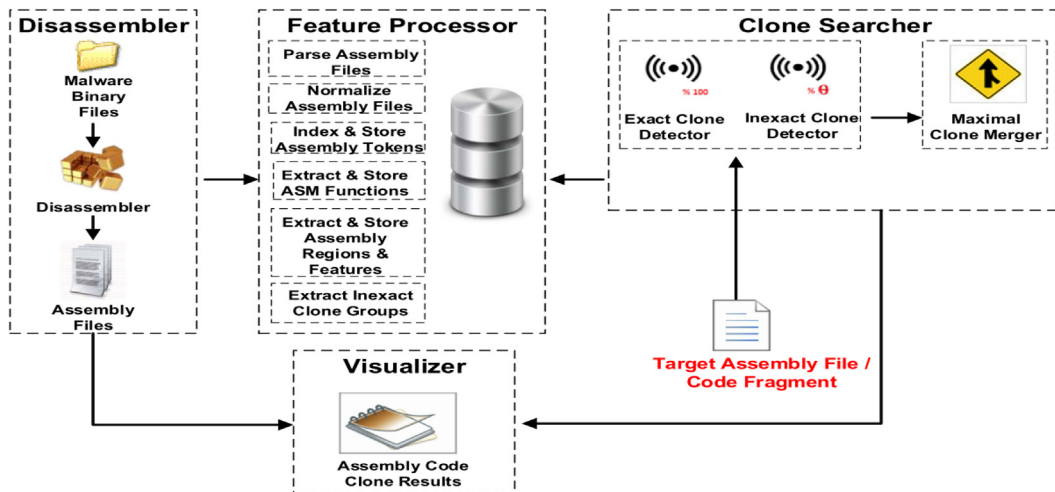 Disassembler
Malware
Binary
Files
Disassembler
Assembly
Files
Feature Processor
Parse Assembly
Files
Normalize
Assembly Files
Index & Store
Assembly Tokens
Extract & Store
ASM Functions
Extract & Store
Assembly
Regions &
Features
Extract Inexact
Clone Groups
Clone Searcher
% 100
Exact Clone
Detector
% θ
Inexact Clone
Detector
Maximal
Clone Merger
Target Assembly File /
Code Fragment
Visualizer
Assembly Code
Clone Results